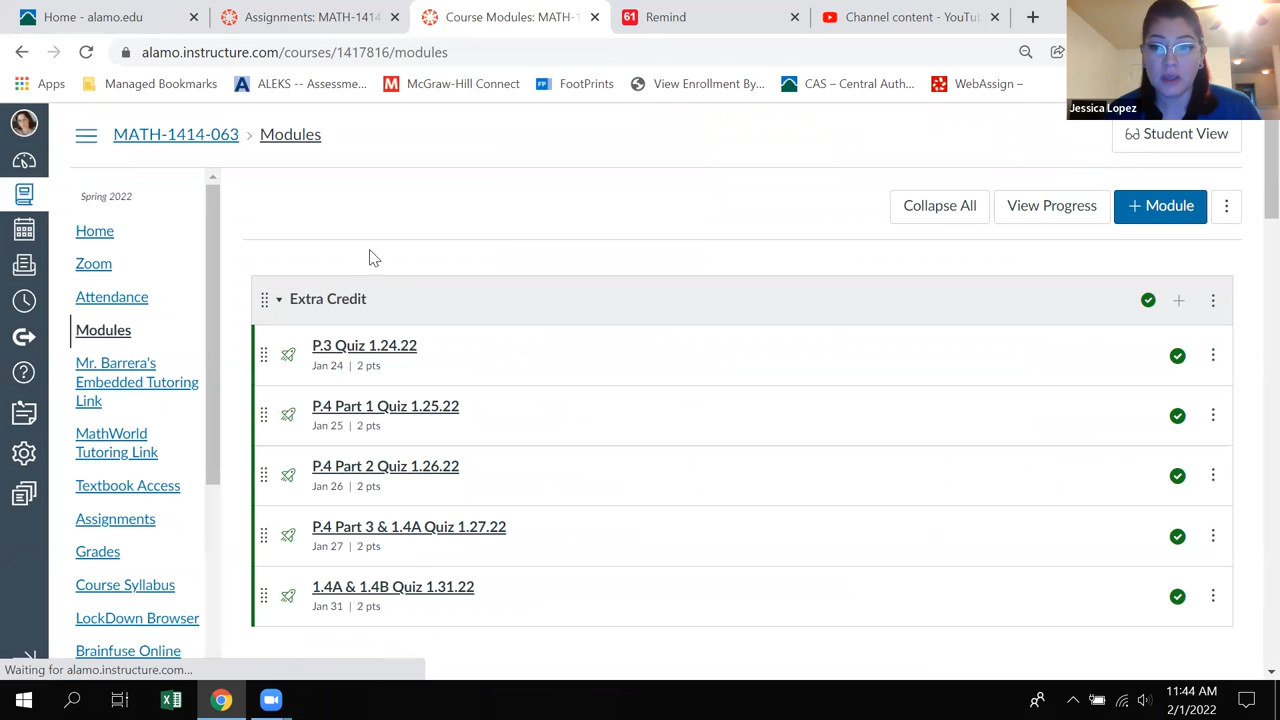 Home - alamo.edu
Assignments: MATH-1414
Course Modules: MATH-1
61 Remind
Channel content - YouTu
alamo.instructure.com/courses/1417816/modules
Apps
Managed Bookmarks
ALEKS -- Assessme...
McGraw-Hill Connect
FP FootPrints
View Enrollment By...
CAS – Central Auth...
WebAssign –
Jessica Lopez
MATH-1414-063 > Modules
Student View
Spring 2022
Home
Zoom
Attendance
Modules
Mr. Barrera's
Embedded Tutoring
Link
MathWorld
Tutoring Link
Textbook Access
Assignments
Grades
Course Syllabus
LockDown Browser
Brainfuse Online
Collapse All
View Progress
+ Module
Extra Credit
P.3 Quiz 1.24.22
Jan 24 | 2 pts
P.4 Part 1 Quiz 1.25.22
Jan 25 | 2 pts
P.4 Part 2 Quiz 1.26.22
Jan 26 | 2 pts
P.4 Part 3 & 1.4A Quiz 1.27.22
Jan 27 | 2 pts
1.4A & 1.4B Quiz 1.31.22
Jan 31 | 2 pts
Waiting for alamo.instructure.com...
11:44 AM
2/1/2022